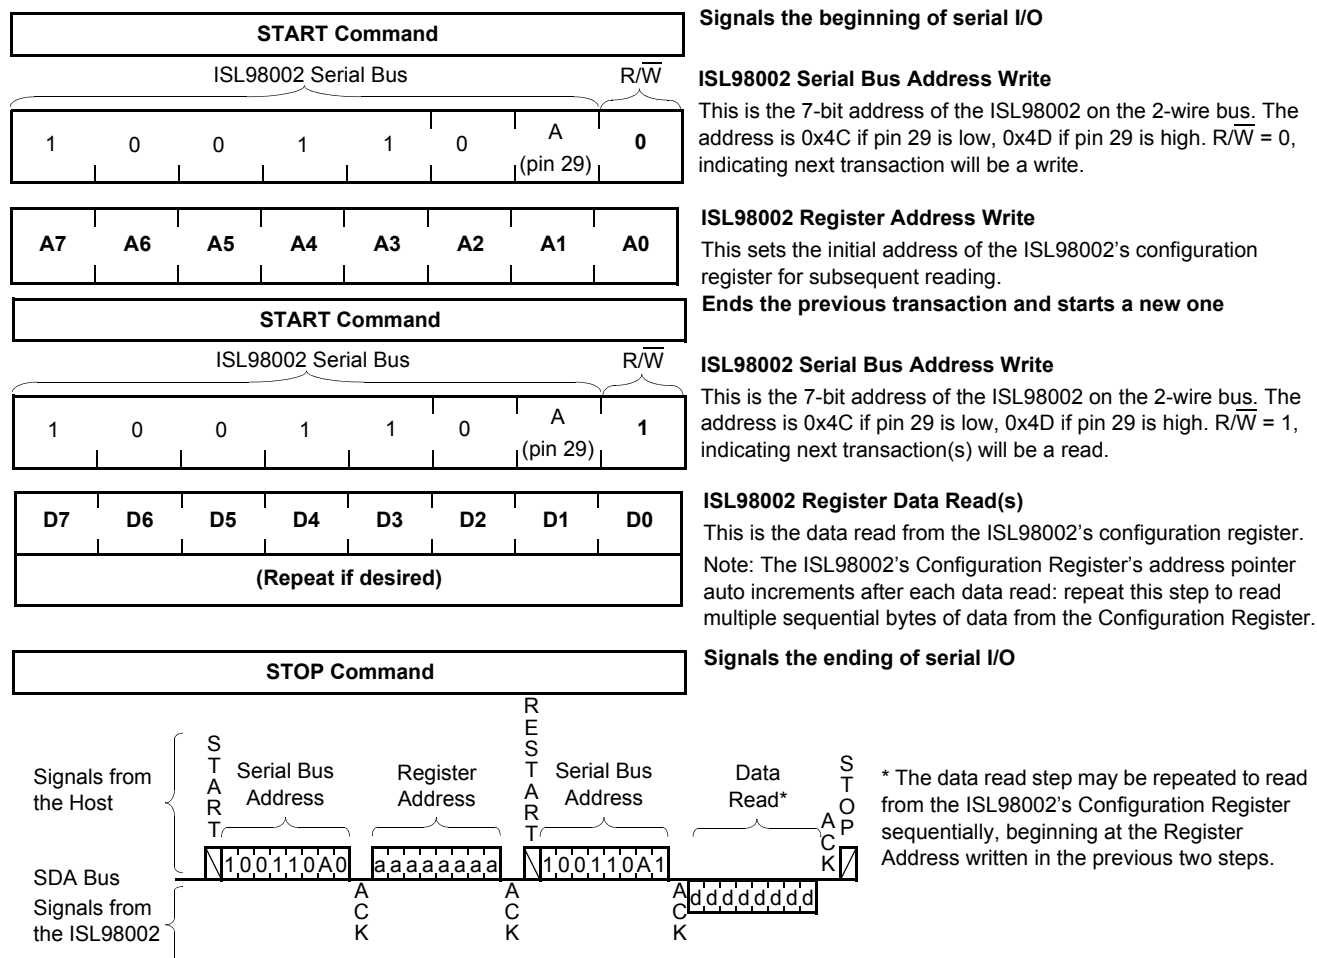 START Command
Signals the beginning of serial I/O
ISL98002 Serial Bus
R/W̅
ISL98002 Serial Bus Address Write
1 0 0 1 1 0 A (pin 29) 0
This is the 7-bit address of the ISL98002 on the 2-wire bus. The
address is 0x4C if pin 29 is low, 0x4D if pin 29 is high. R/W̅ = 0,
indicating next transaction will be a write.
A7 A6 A5 A4 A3 A2 A1 A0
ISL98002 Register Address Write
This sets the initial address of the ISL98002’s configuration
register for subsequent reading.
START Command
Ends the previous transaction and starts a new one
ISL98002 Serial Bus
R/W̅
ISL98002 Serial Bus Address Write
1 0 0 1 1 0 A (pin 29) 1
This is the 7-bit address of the ISL98002 on the 2-wire bus. The
address is 0x4C if pin 29 is low, 0x4D if pin 29 is high. R/W̅ = 1,
indicating next transaction(s) will be a read.
D7 D6 D5 D4 D3 D2 D1 D0
(Repeat if desired)
ISL98002 Register Data Read(s)
This is the data read from the ISL98002’s configuration register.
Note: The ISL98002’s Configuration Register’s address pointer
auto increments after each data read: repeat this step to read
multiple sequential bytes of data from the Configuration Register.
STOP Command
Signals the ending of serial I/O
Signals from
the Host
START
Serial Bus
Address
Register
Address
RESTART
Serial Bus
Address
Data
Read*
ACK
STOP
* The data read step may be repeated to read
from the ISL98002’s Configuration Register
sequentially, beginning at the Register
Address written in the previous two steps.
SDA Bus
100110A0
aaaaaaaa
100110A1
dddddddd
Signals from
the ISL98002
ACK
ACK
ACK